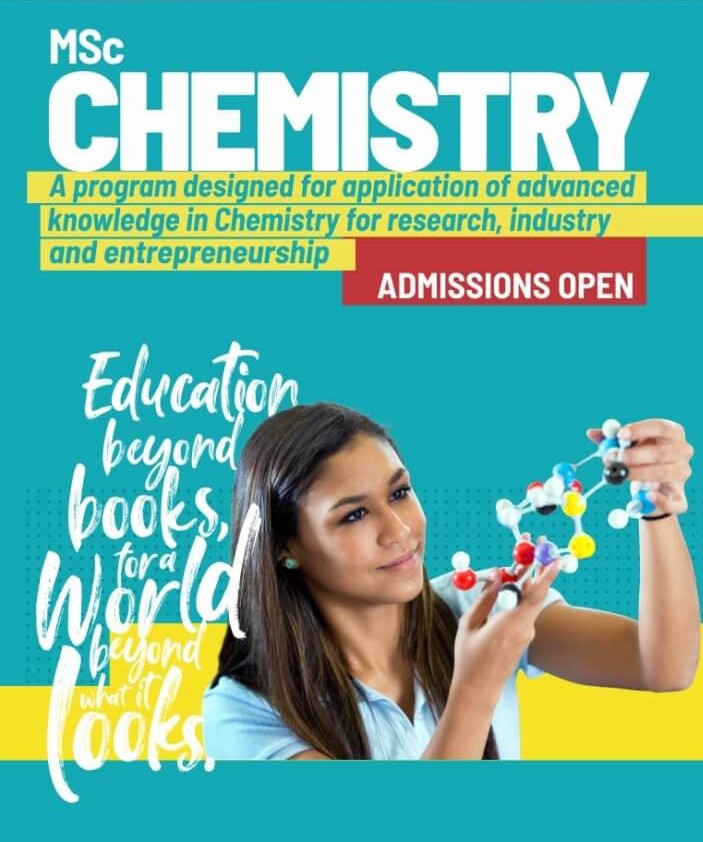 MSc
CHEMISTRY
A program designed for application of advanced
knowledge in Chemistry for research, industry
and entrepreneurship
ADMISSIONS OPEN
Education
beyond
books,
for a
World
beyond
what it
looks.